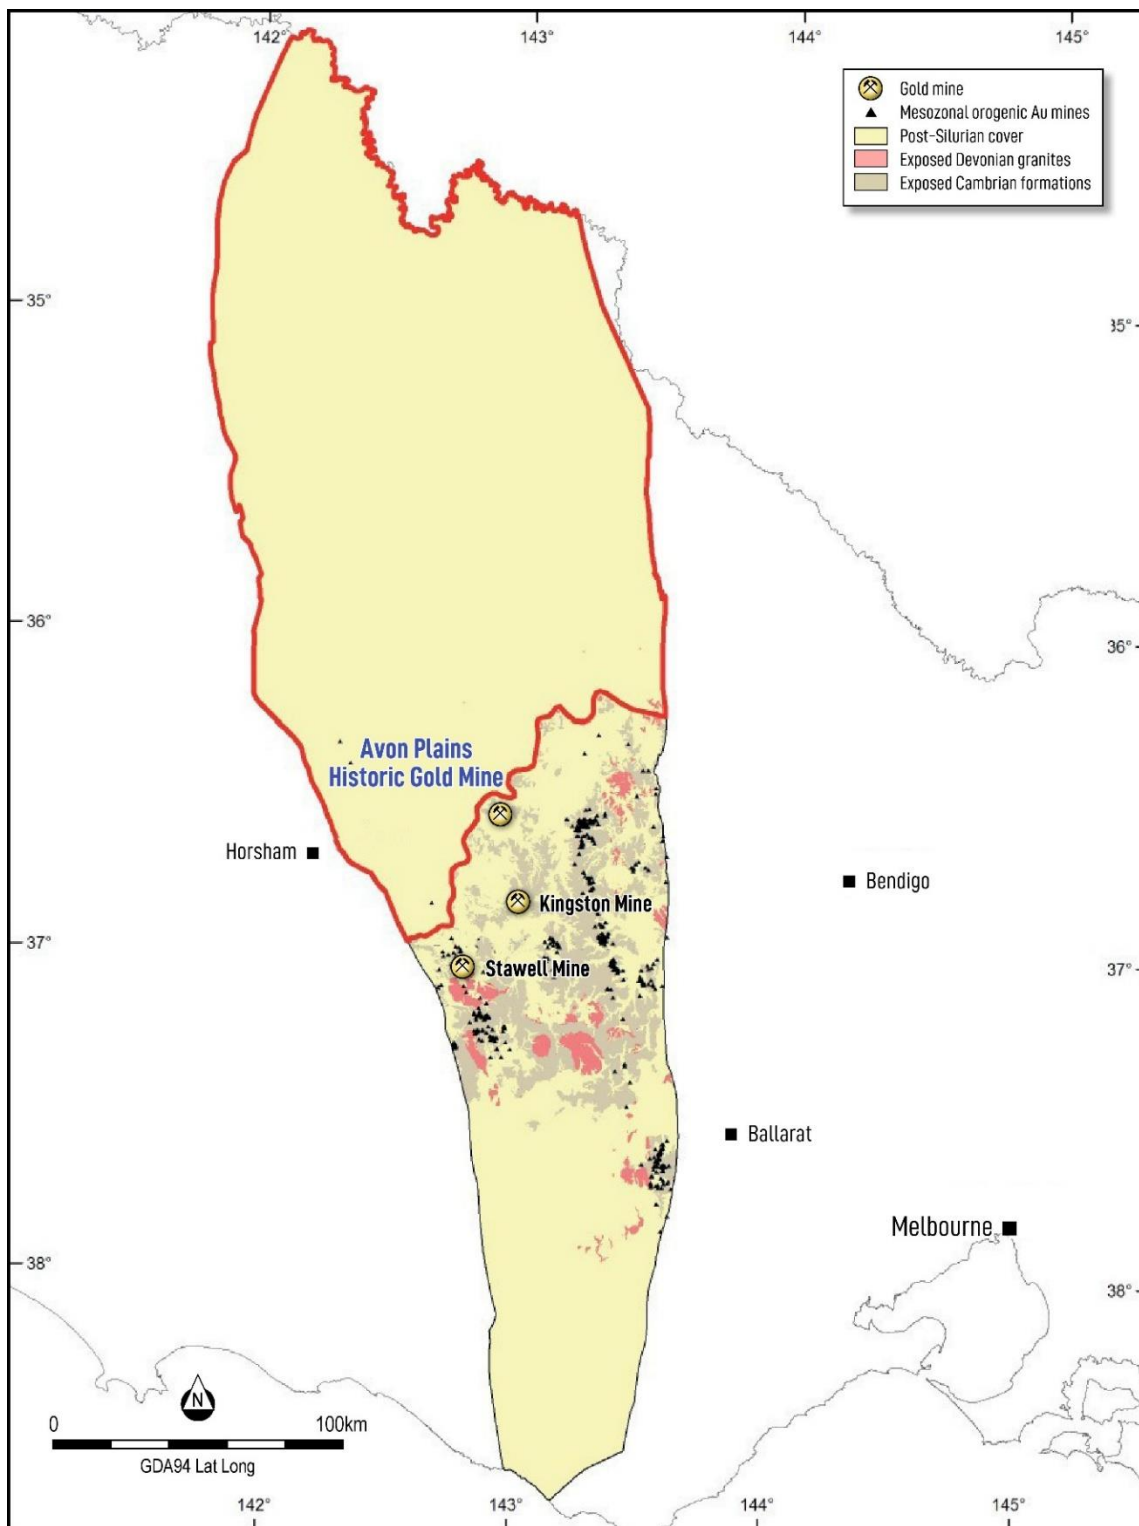 142°
143°
144°
145°
Gold mine
Mesozonal orogenic Au mines
Post-Silurian cover
Exposed Devonian granites
Exposed Cambrian formations
35°
35°
36°
36°
Avon Plains
Historic Gold Mine
Horsham
Bendigo
Kingston Mine
37°
Stawell Mine
37°
Ballarat
Melbourne
38°
38°
N
0
100km
GDA94 Lat Long
142°
143°
144°
145°